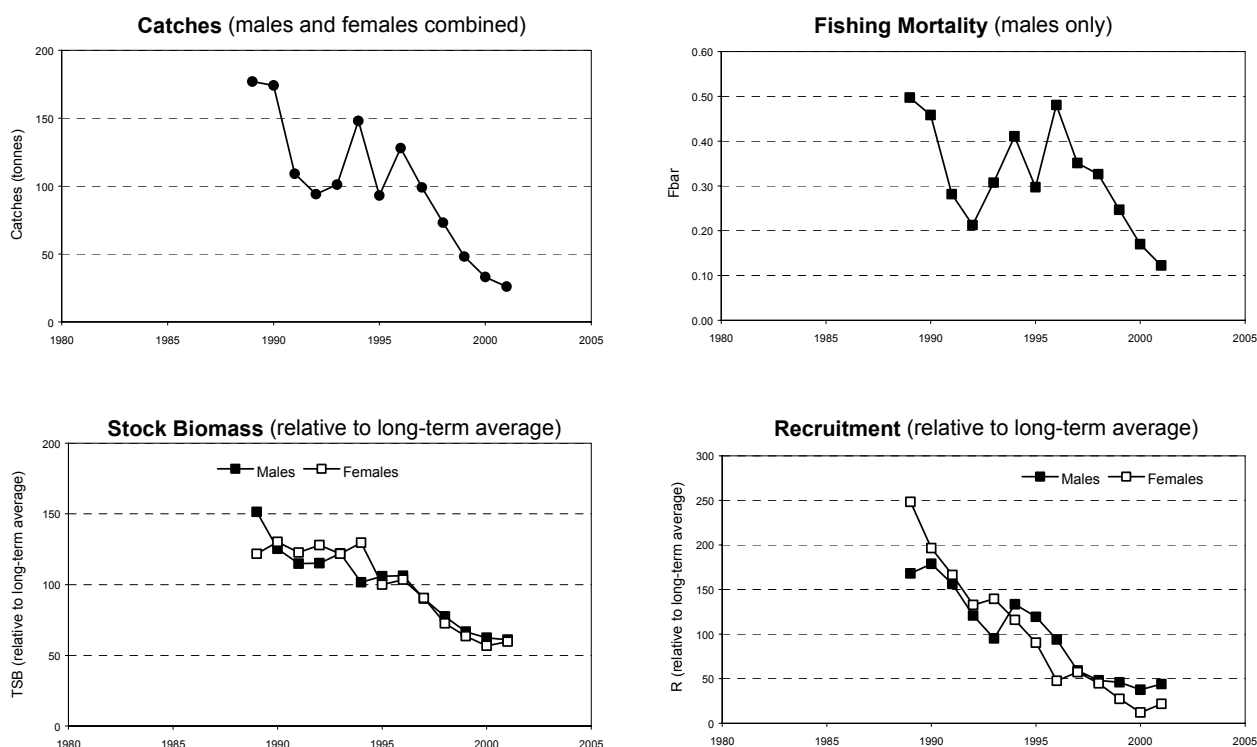 Catches (males and females combined)
200
150
100
50
0
Catches (tonnes)
1980 1985 1990 1995 2000 2005
Fishing Mortality (males only)
0.60
0.50
0.40
0.30
0.20
0.10
0.00
Fbar
1980 1985 1990 1995 2000 2005
Stock Biomass (relative to long-term average)
200
Males Females
150
100
50
0
TSB (relative to long-term average)
1980 1985 1990 1995 2000 2005
Recruitment (relative to long-term average)
300
Males Females
250
200
150
100
50
0
R (relative to long-term average)
1980 1985 1990 1995 2000 2005